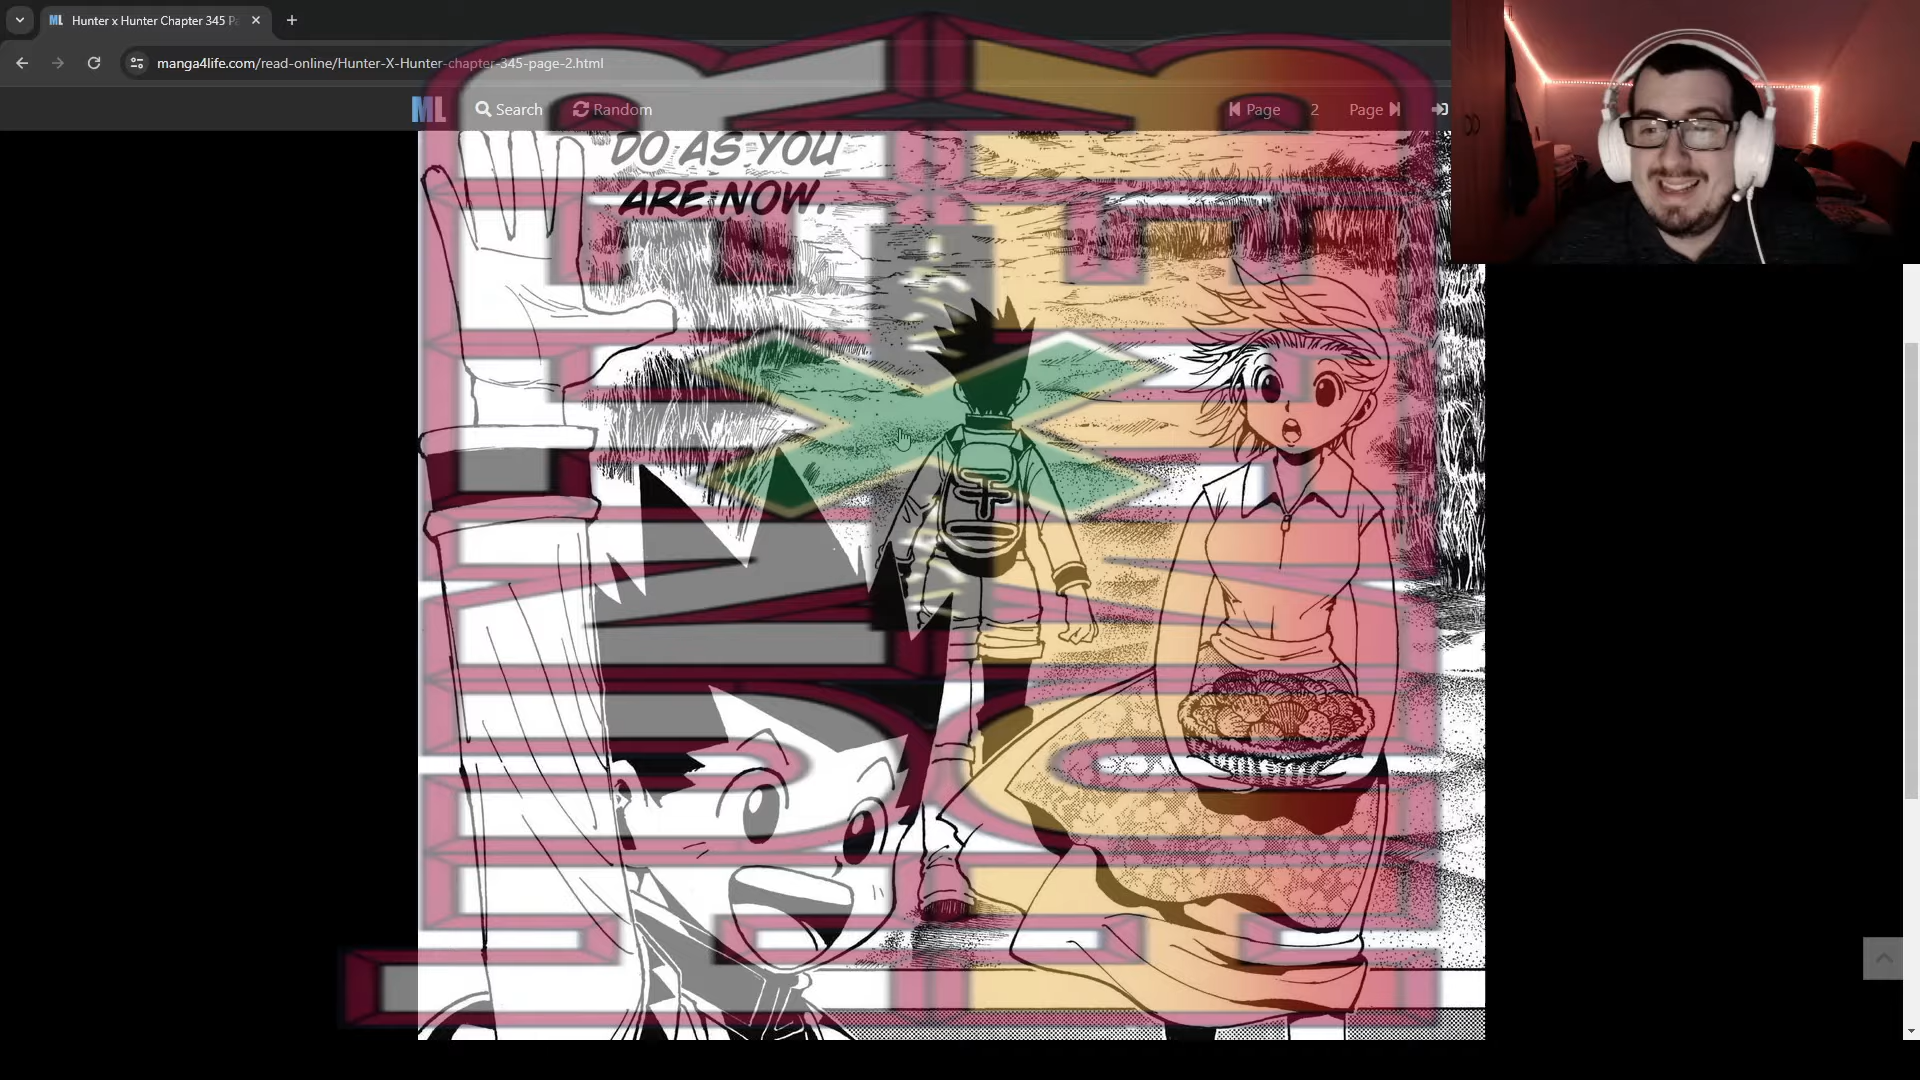 Hunter x Hunter Chapter 345 P
manga4life.com/read-online/Hunter-X-Hunter-chapter-345-page-2.html
ML Search Random Page 2 Page
DO AS YOU
ARE NOW.